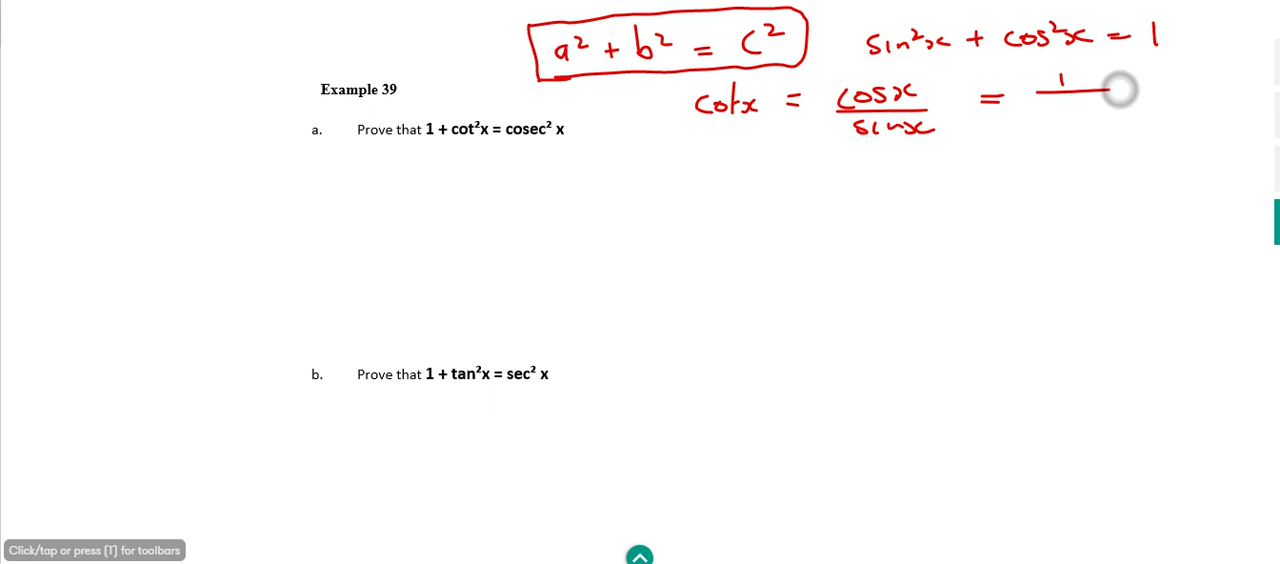 a² + b² = c² sin²x + cos²x = 1
Example 39
cotx = cosx/sinx = 1/
a. Prove that 1 + cot²x = cosec² x
b. Prove that 1 + tan²x = sec² x
Click/tap or press [T] for toolbars